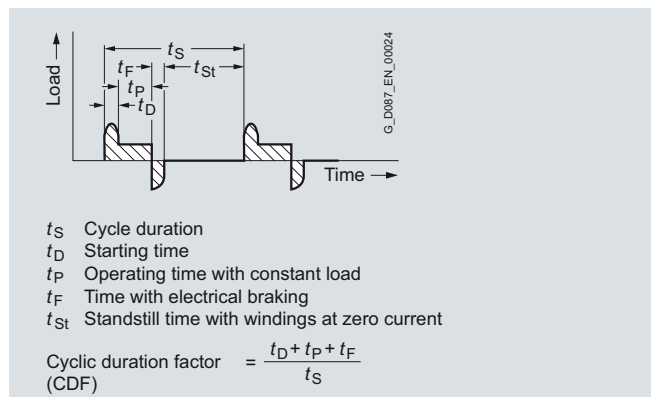 Load
tS
tF
tSt
tP
tD
G_D087_EN_00024
Time
tS Cycle duration
tD Starting time
tP Operating time with constant load
tF Time with electrical braking
tSt Standstill time with windings at zero current
Cyclic duration factor (CDF) = tD + tP + tF / tS